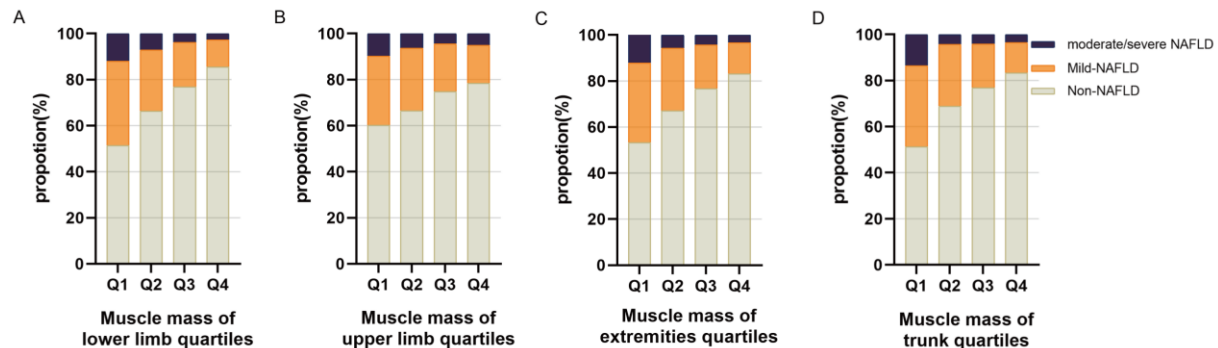 A
propotion(%)
100
80
60
40
20
0
Q1 Q2 Q3 Q4
Muscle mass of
lower limb quartiles
B
propotion(%)
100
80
60
40
20
0
Q1 Q2 Q3 Q4
Muscle mass of
upper limb quartiles
C
propotion(%)
100
80
60
40
20
0
Q1 Q2 Q3 Q4
Muscle mass of
extremities quartiles
D
propotion(%)
100
80
60
40
20
0
Q1 Q2 Q3 Q4
Muscle mass of
trunk quartiles
moderate/severe NAFLD
Mild-NAFLD
Non-NAFLD